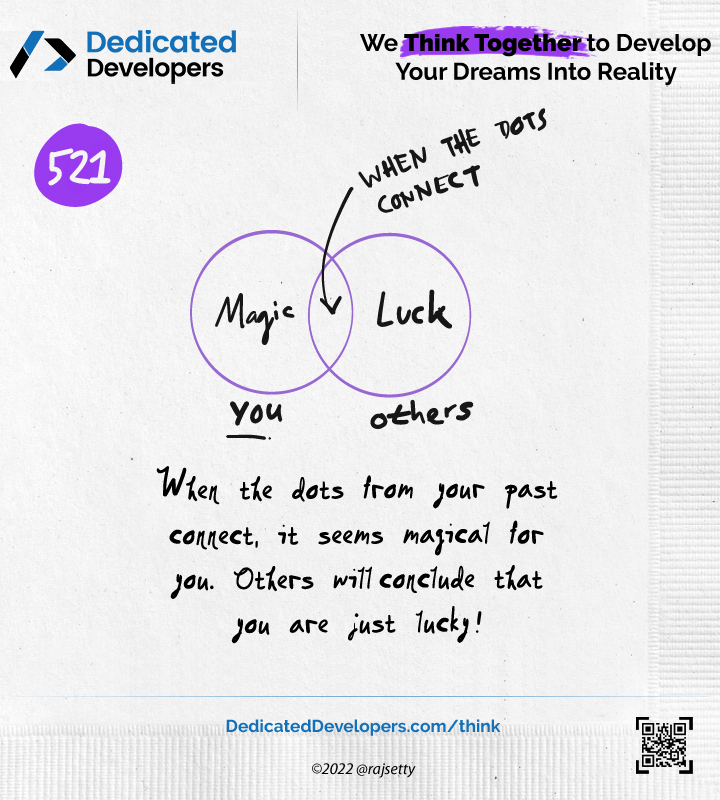 Dedicated
Developers
We Think Together to Develop
Your Dreams Into Reality
521
WHEN THE DOTS
CONNECT
Magic
Luck
you
others
When the dots from your past
connect, it seems magical for
you. Others will conclude that
you are just lucky!
DedicatedDevelopers.com/think
©2022 @rajsetty